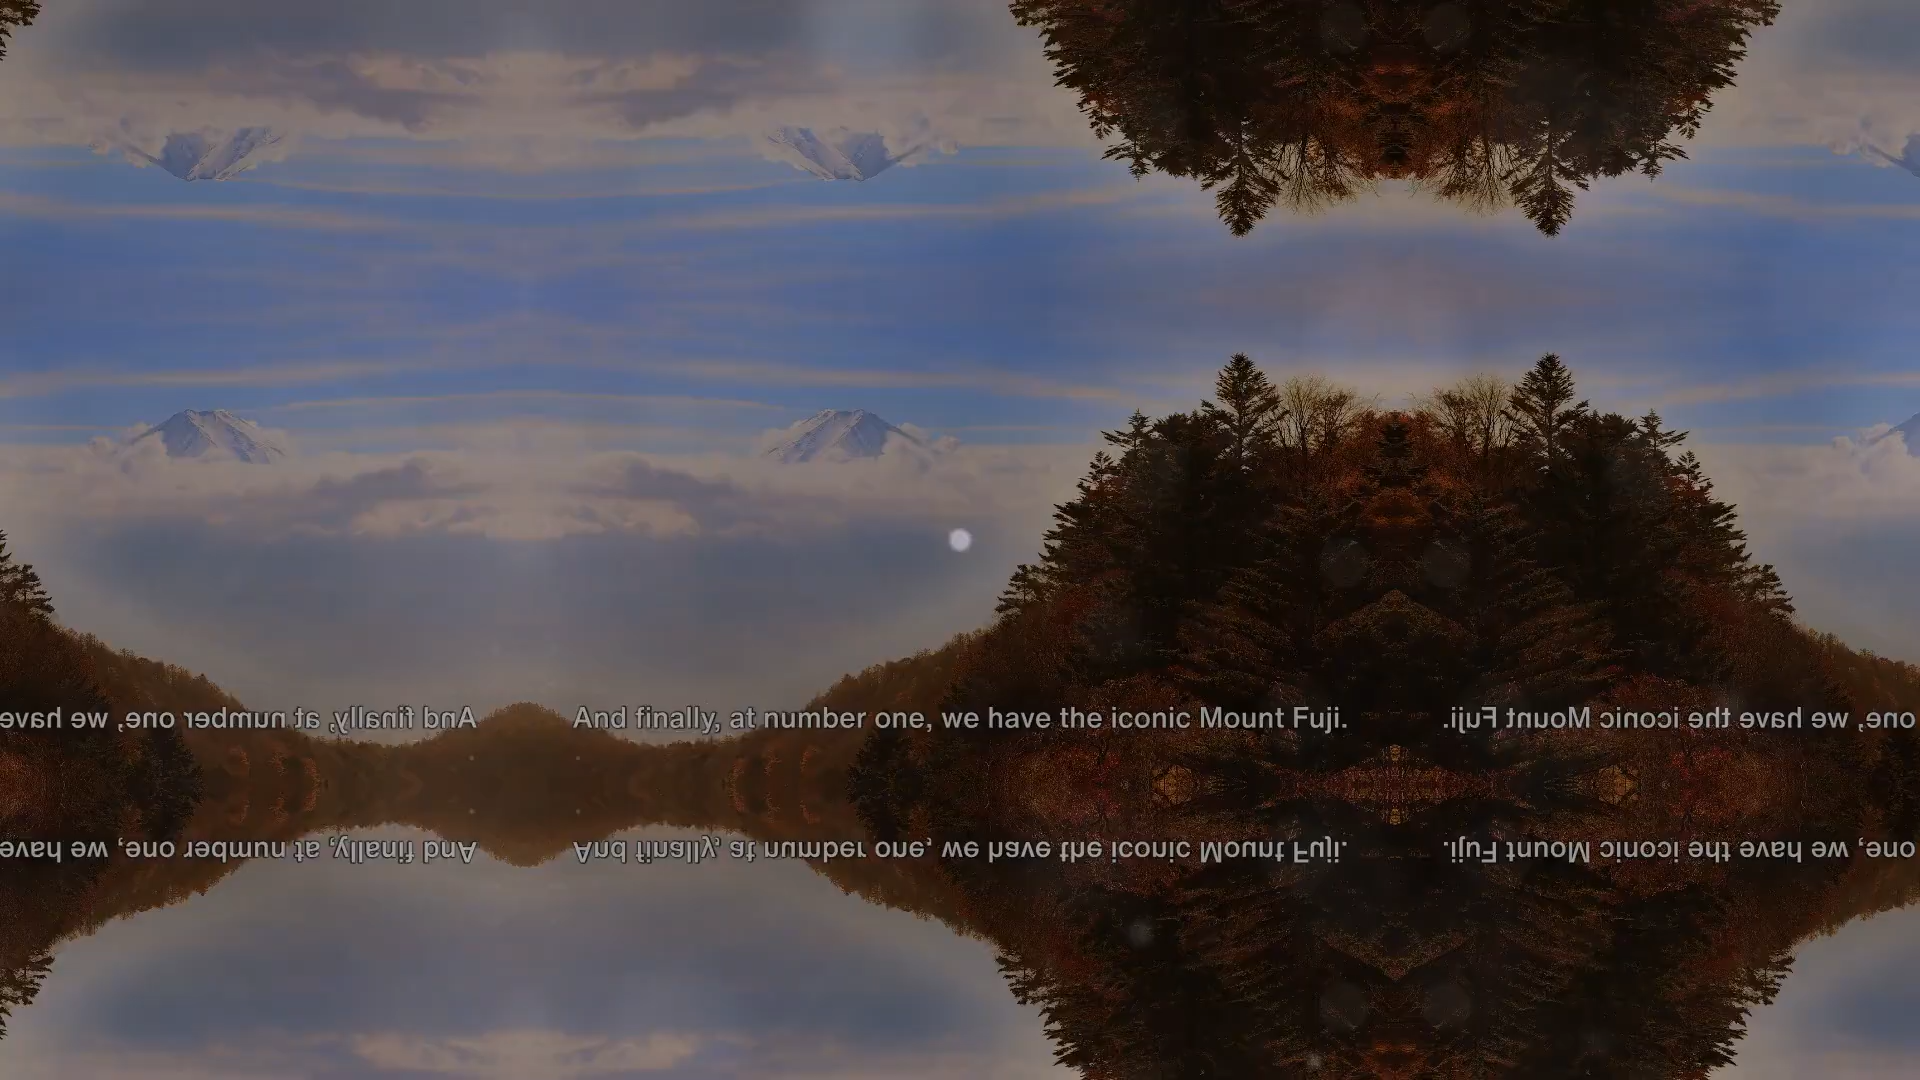 And finally, at number one, we have the iconic Mount Fuji.